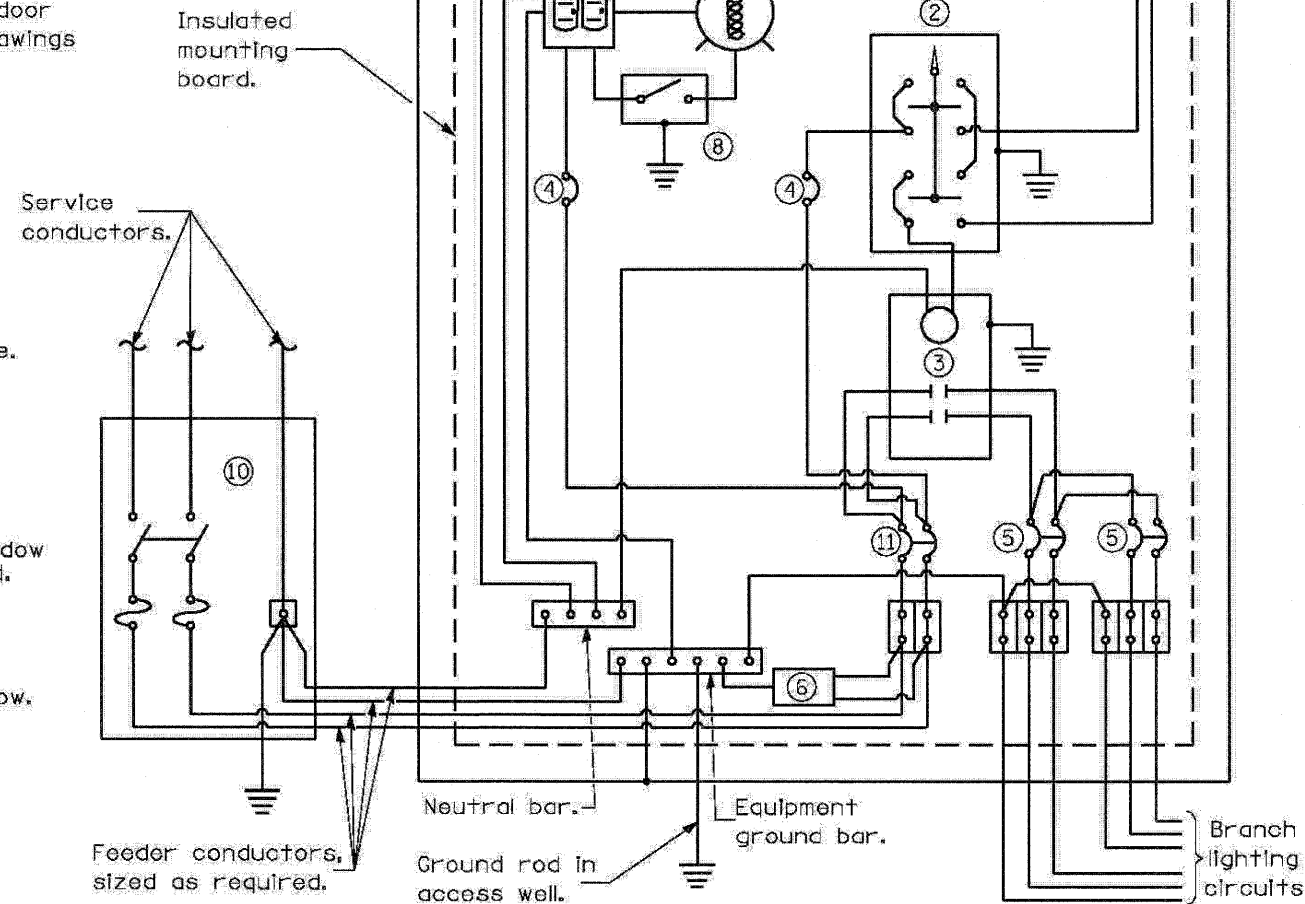 door
awings
Insulated
mounting
board.
2
8
4
4
Service
conductors.
e.
3
10
dow
d.
11
5
5
6
ow.
Neutral bar.
Equipment
ground bar.
Feeder conductors,
sized as required.
Ground rod in
access well.
Branch
lighting
circuits